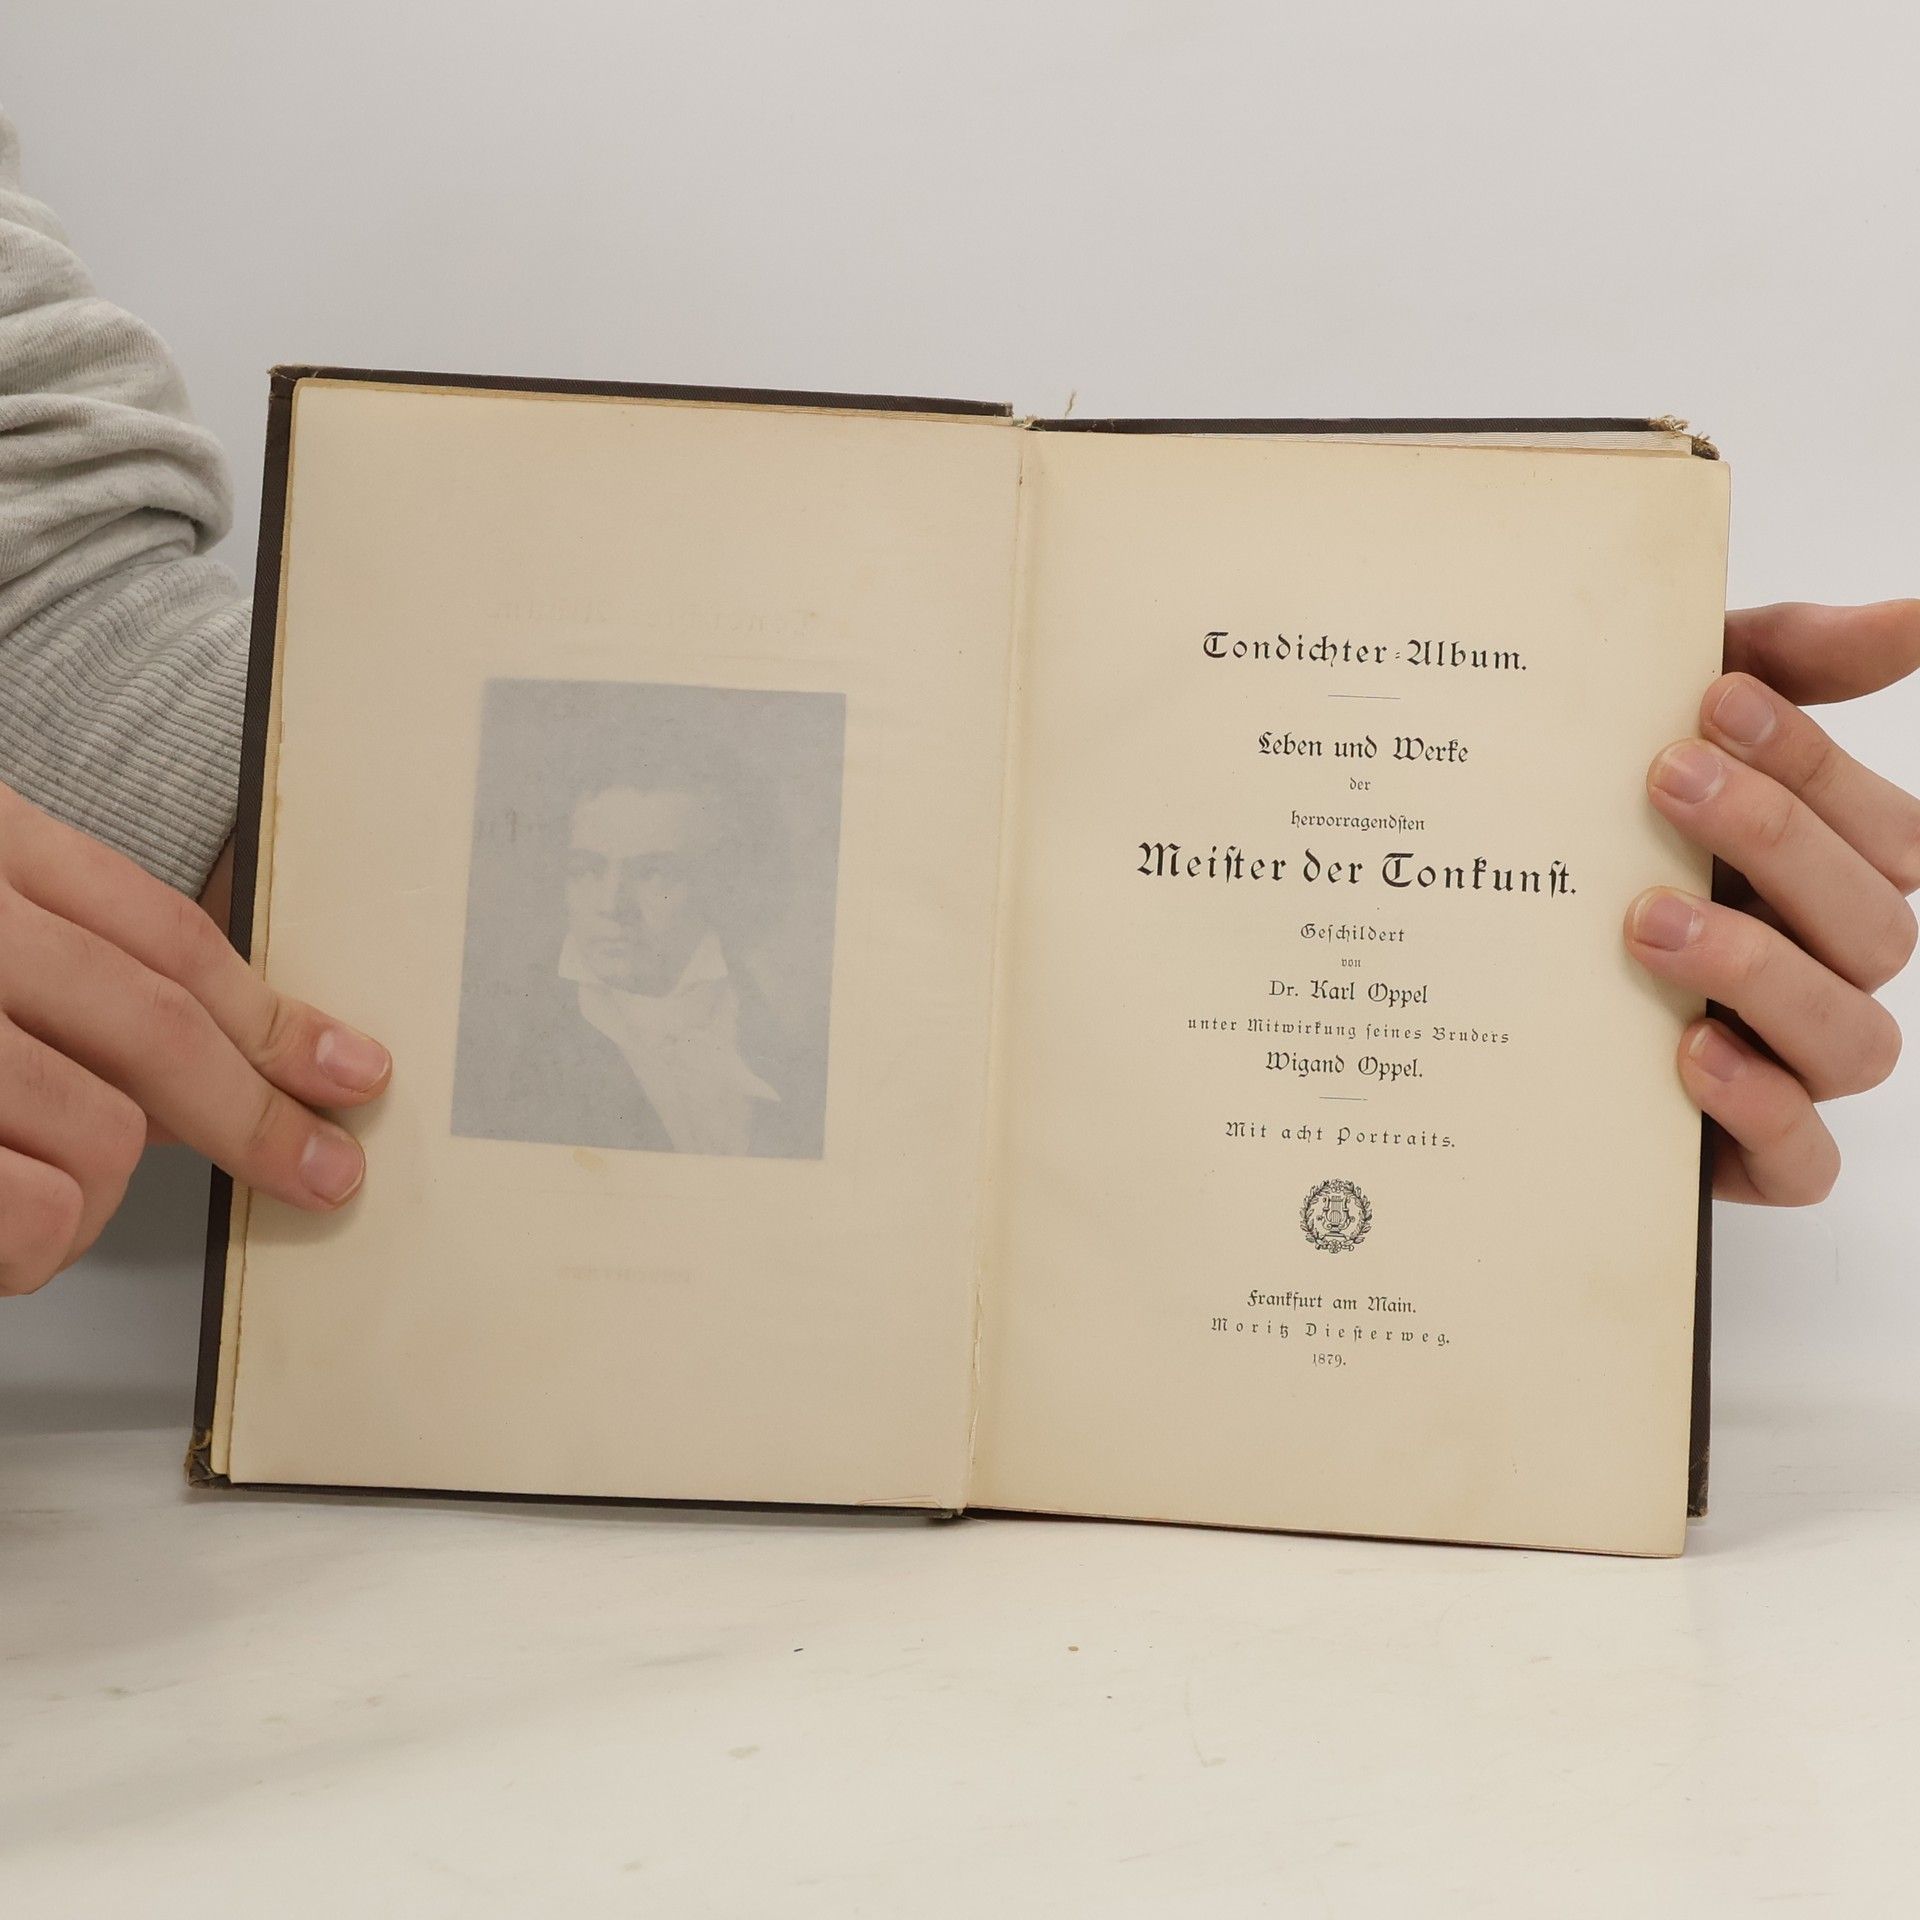 Tondichter-Album.
Leben und Werke
der
hervorragendſten
Meiſter der Tonkunſt.
Geſchildert
von
Dr. Karl Oppel
unter Mitwirkung ſeines Bruders
Wigand Oppel.
Mit acht Portraits.
Frankfurt am Main.
Moritz Dieſterweg.
1879.